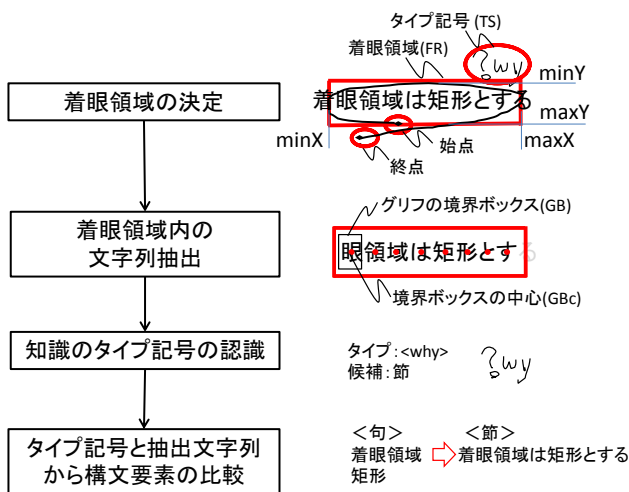 タイプ記号(TS)
着眼領域(FR)
?wy
minY
着眼領域の決定
着眼領域は矩形とする
maxY
minX
maxX
始点
終点
グリフの境界ボックス(GB)
着眼領域内の
文字列抽出
眼領域は矩形とする
境界ボックスの中心(GBc)
知識のタイプ記号の認識
タイプ:<why>
候補:節
?wy
タイプ記号と抽出文字列
から構文要素の比較
<句>
<節>
着眼領域
着眼領域は矩形とする
矩形